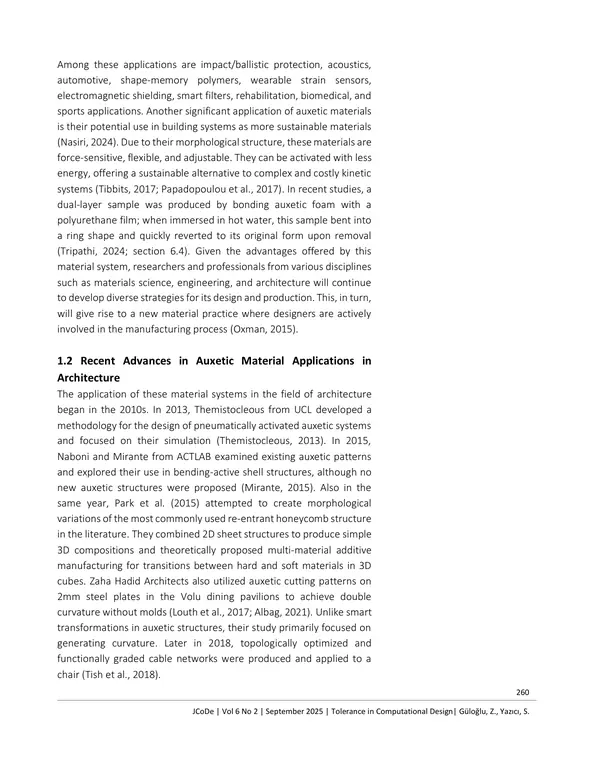 Among these applications are impact/ballistic protection, acoustics,
automotive, shape-memory polymers, wearable strain sensors,
electromagnetic shielding, smart filters, rehabilitation, biomedical, and
sports applications. Another significant application of auxetic materials
is their potential use in building systems as more sustainable materials
(Nasiri, 2024). Due to their morphological structure, these materials are
force-sensitive, flexible, and adjustable. They can be activated with less
energy, offering a sustainable alternative to complex and costly kinetic
systems (Tibbits, 2017; Papadopoulou et al., 2017). In recent studies, a
dual-layer sample was produced by bonding auxetic foam with a
polyurethane film; when immersed in hot water, this sample bent into
a ring shape and quickly reverted to its original form upon removal
(Tripathi, 2024; section 6.4). Given the advantages offered by this
material system, researchers and professionals from various disciplines
such as materials science, engineering, and architecture will continue
to develop diverse strategies for its design and production. This, in turn,
will give rise to a new material practice where designers are actively
involved in the manufacturing process (Oxman, 2015).
1.2 Recent Advances in Auxetic Material Applications in
Architecture
The application of these material systems in the field of architecture
began in the 2010s. In 2013, Themistocleous from UCL developed a
methodology for the design of pneumatically activated auxetic systems
and focused on their simulation (Themistocleous, 2013). In 2015,
Naboni and Mirante from ACTLAB examined existing auxetic patterns
and explored their use in bending-active shell structures, although no
new auxetic structures were proposed (Mirante, 2015). Also in the
same year, Park et al. (2015) attempted to create morphological
variations of the most commonly used re-entrant honeycomb structure
in the literature. They combined 2D sheet structures to produce simple
3D compositions and theoretically proposed multi-material additive
manufacturing for transitions between hard and soft materials in 3D
cubes. Zaha Hadid Architects also utilized auxetic cutting patterns on
2mm steel plates in the Volu dining pavilions to achieve double
curvature without molds (Louth et al., 2017; Albag, 2021). Unlike smart
transformations in auxetic structures, their study primarily focused on
generating curvature. Later in 2018, topologically optimized and
functionally graded cable networks were produced and applied to a
chair (Tish et al., 2018).
260
JCoDe | Vol 6 No 2 | September 2025 | Tolerance in Computational Design| Güloğlu, Z., Yazıcı, S.